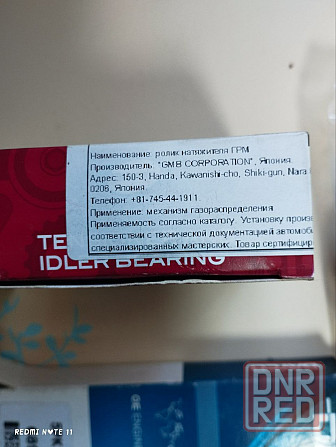 Наименование: ролик натяжителя ГРМ
Производитель: "GMB CORPORATION", Япония.
Адрес: 150-3, Handa, Kawanishi-cho, Shiki-gun, Nara
0206, Япония.
Телефон: +81-745-44-1911
Применение: механизм газораспределения
Применяемость согласно каталогу. Установку произ
соответствии с технической документацией автомоб
специализированных мастерских. Товар сертифицир
TE
IDLER BEARING
GENUIN
REDMI NOTE 11
DNR
RED